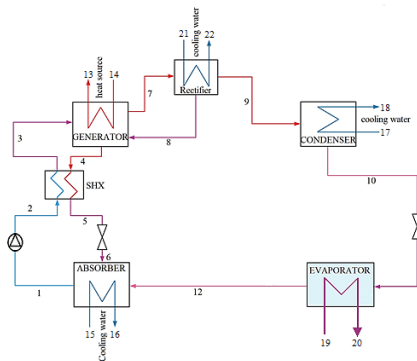 21
22
cooling water
Rectifier
13
14
heat source
7
GENERATOR
8
9
18
cooling water
17
CONDENSER
3
4
SHX
10
2
5
6
ABSORBER
EVAPORATOR
1
12
15
16
Cooling water
19
20